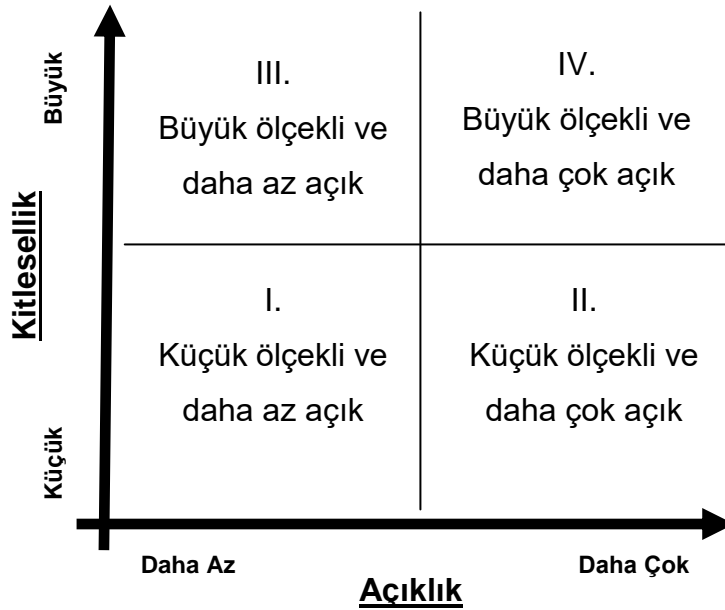 Büyük
Kitlesellik
Küçük
III.
Büyük ölçekli ve
daha az açık
IV.
Büyük ölçekli ve
daha çok açık
I.
Küçük ölçekli ve
daha az açık
II.
Küçük ölçekli ve
daha çok açık
Daha Az
Daha Çok
Açıklık